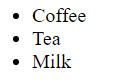 • Coffee
• Tea
• Milk